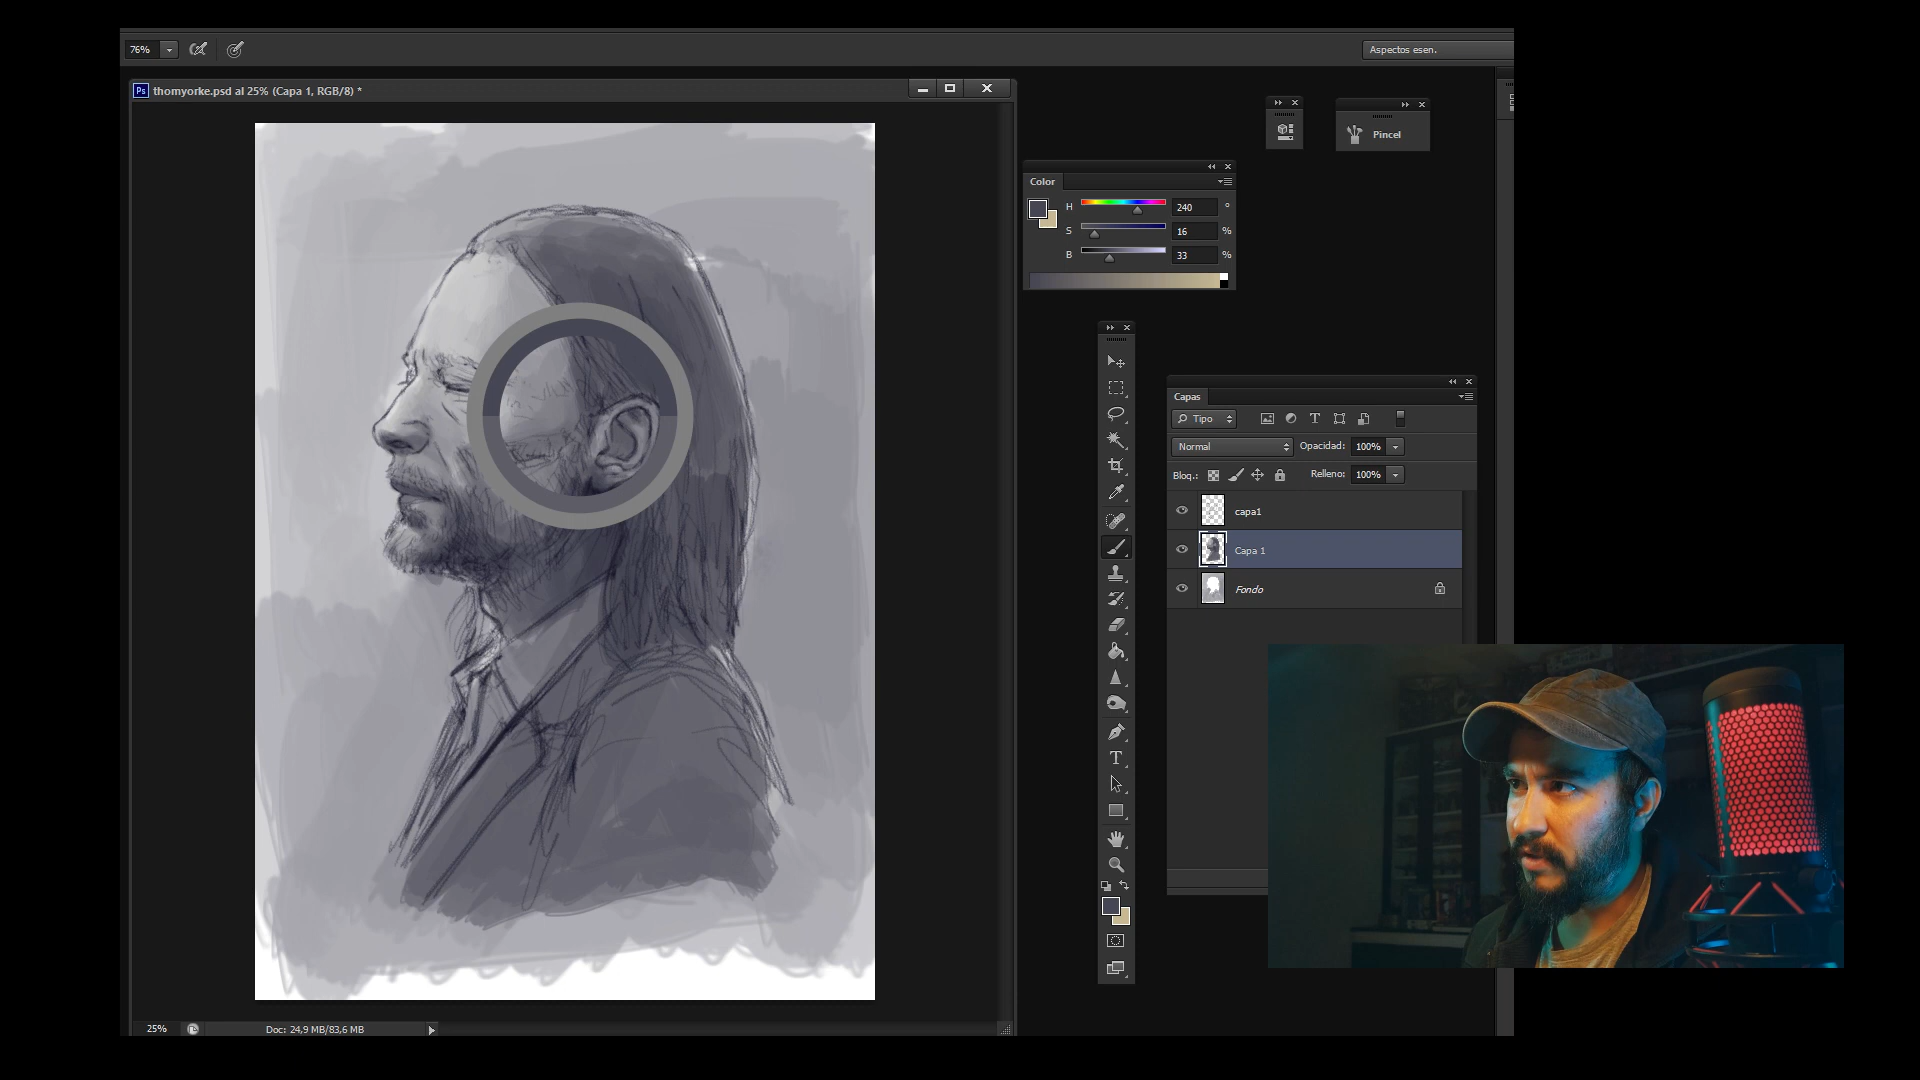 76%
Aspectos esen.
Ps thomyorke.psd al 25% (Capa 1, RGB/8) *
Pincel
Color
H 240 °
S 16 %
B 33 %
Capas
Tipo
T
Normal Opacidad: 100%
Bloq.: Relleno: 100%
capa1
Capa 1
Fondo
T
25% Doc: 24,9 MB/83,6 MB